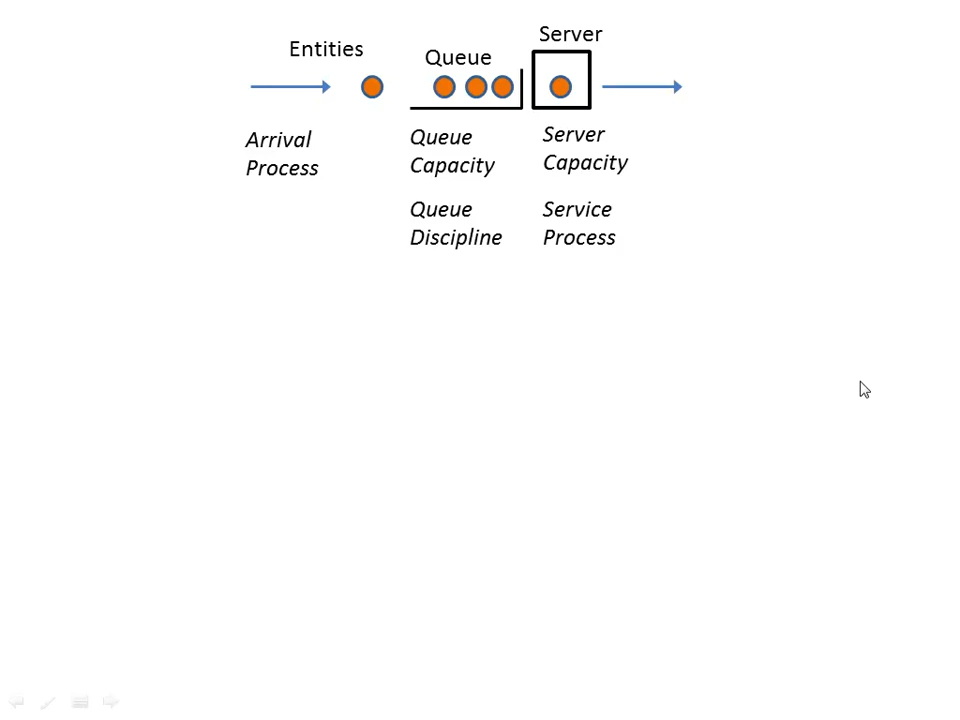 Entities
Queue
Server
Arrival
Process
Queue
Capacity
Queue
Discipline
Server
Capacity
Service
Process